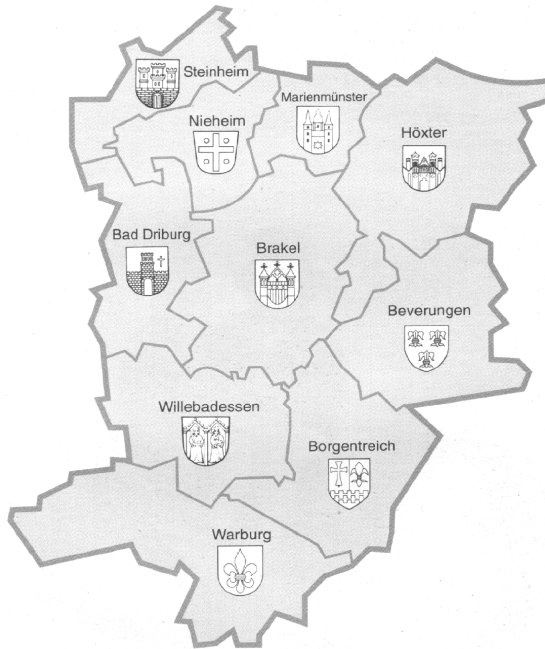 Steinheim
Marienmünster
Nieheim
Höxter
Bad Driburg
Brakel
Beverungen
Willebadessen
Borgentreich
Warburg